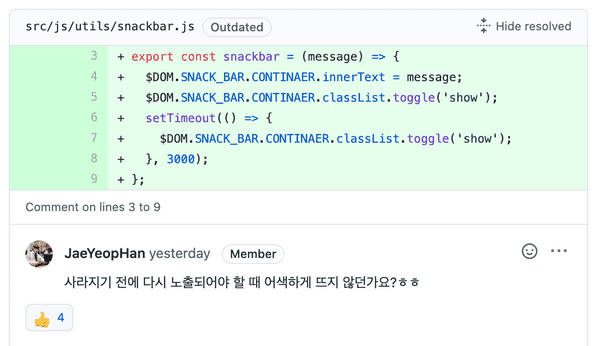 src/js/utils/snackbar.js Outdated Hide resolved
3 + export const snackbar = (message) => {
4 + $DOM.SNACK_BAR.CONTINAER.innerText = message;
5 + $DOM.SNACK_BAR.CONTINAER.classList.toggle('show');
6 + setTimeout(() => {
7 + $DOM.SNACK_BAR.CONTINAER.classList.toggle('show');
8 + }, 3000);
9 + };
Comment on lines 3 to 9
JaeYeopHan yesterday Member
사라지기 전에 다시 노출되어야 할 때 어색하게 뜨지 않던가요?ㅎㅎ
👍 4